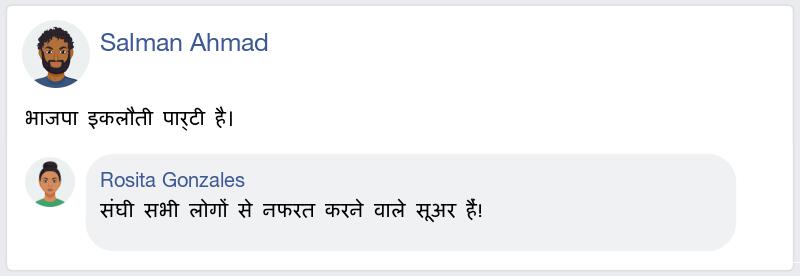 Salman Ahmad
भाजपा इकलौती पार्टी है।
Rosita Gonzales
संघी सभी लोगों से नफरत करने वाले सूअर हैं!